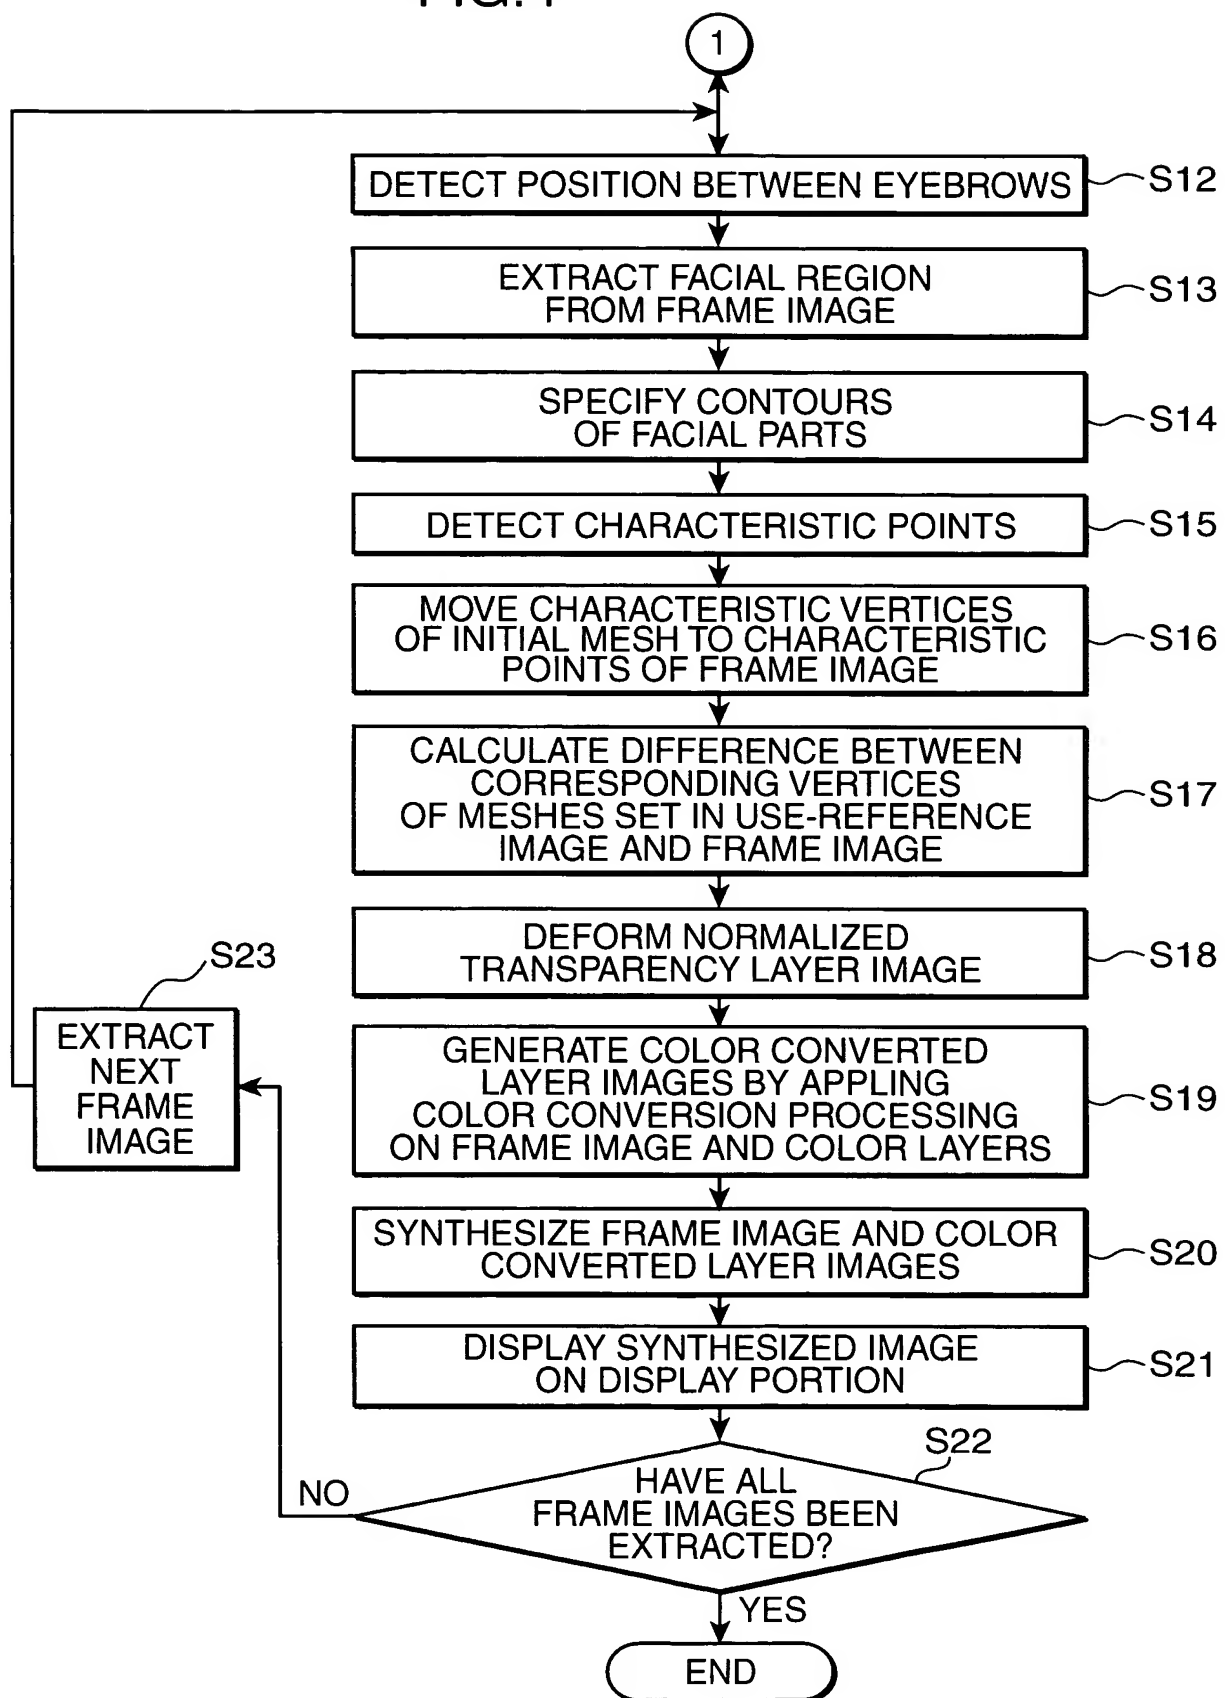 1
DETECT POSITION BETWEEN EYEBROWS
S12
EXTRACT FACIAL REGION
FROM FRAME IMAGE
S13
SPECIFY CONTOURS
OF FACIAL PARTS
S14
DETECT CHARACTERISTIC POINTS
S15
MOVE CHARACTERISTIC VERTICES
OF INITIAL MESH TO CHARACTERISTIC
POINTS OF FRAME IMAGE
S16
CALCULATE DIFFERENCE BETWEEN
CORRESPONDING VERTICES
OF MESHES SET IN USE-REFERENCE
IMAGE AND FRAME IMAGE
S17
DEFORM NORMALIZED
TRANSPARENCY LAYER IMAGE
S18
S23
EXTRACT
NEXT
FRAME
IMAGE
GENERATE COLOR CONVERTED
LAYER IMAGES BY APPLING
COLOR CONVERSION PROCESSING
ON FRAME IMAGE AND COLOR LAYERS
S19
SYNTHESIZE FRAME IMAGE AND COLOR
CONVERTED LAYER IMAGES
S20
DISPLAY SYNTHESIZED IMAGE
ON DISPLAY PORTION
S21
S22
HAVE ALL
FRAME IMAGES BEEN
EXTRACTED?
NO
YES
END